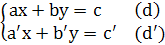 ax + by = c (d)
a′x + b′y = c′ (d′)